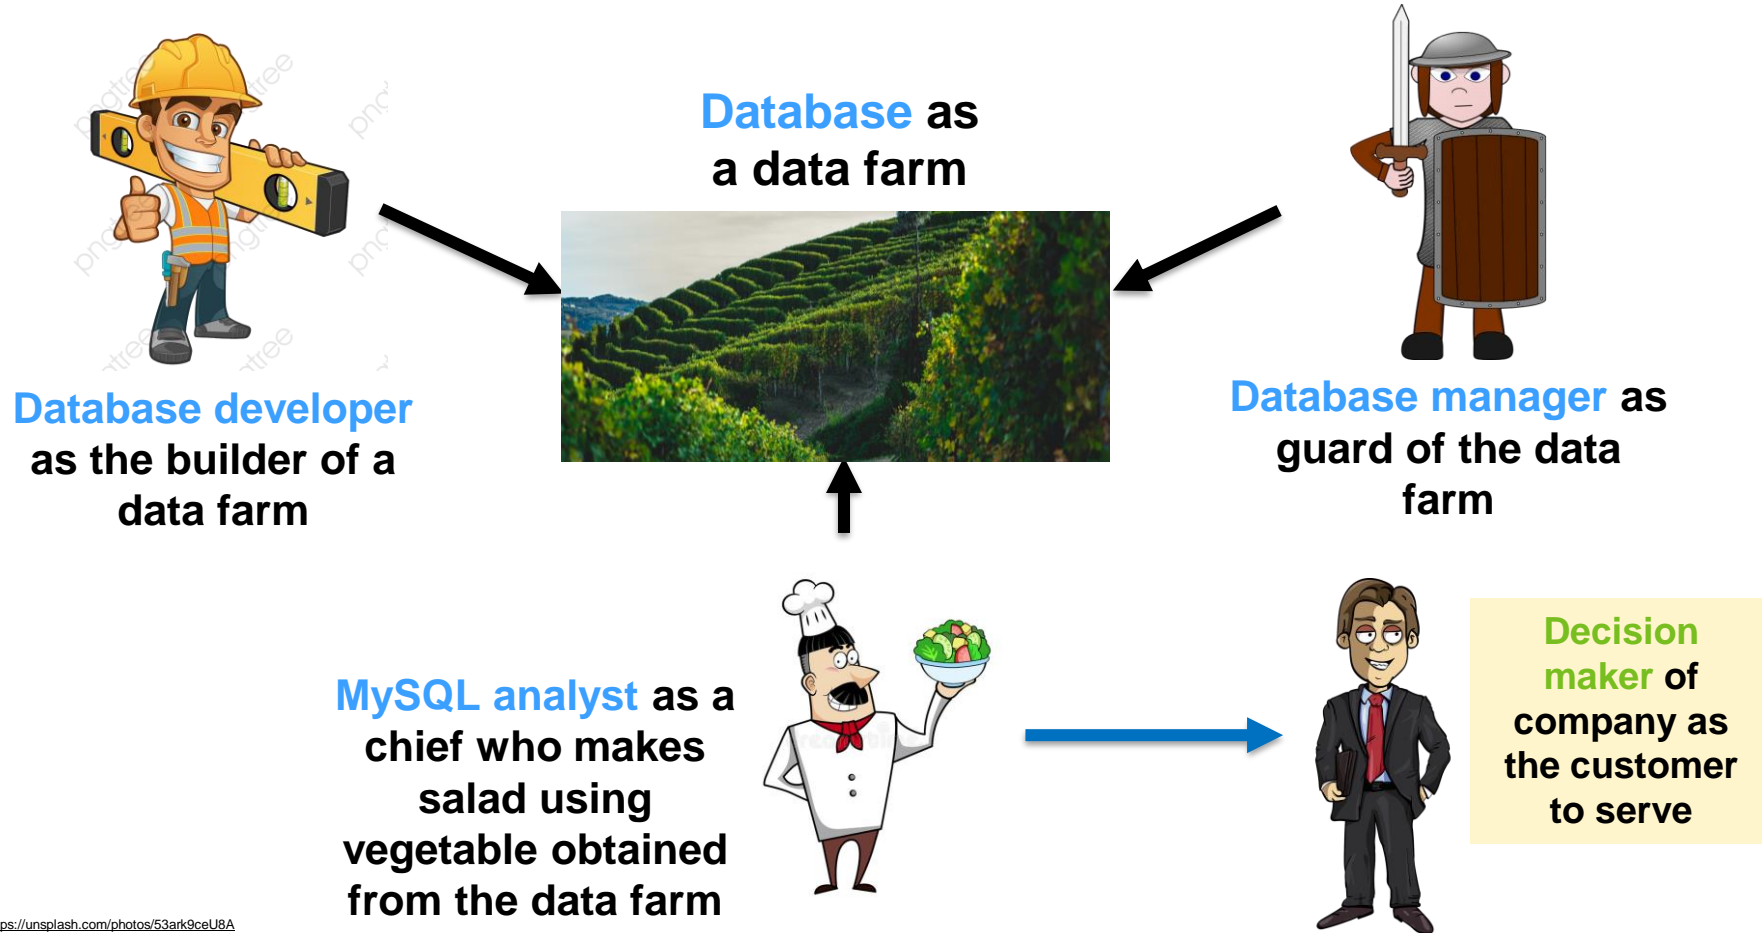 Database as
a data farm
Database developer
as the builder of a
data farm
Database manager as
guard of the data
farm
MySQL analyst as a
chief who makes
salad using
vegetable obtained
from the data farm
Decision
maker of
company as
the customer
to serve
ps://unsplash.com/photos/53ark9ceU8A